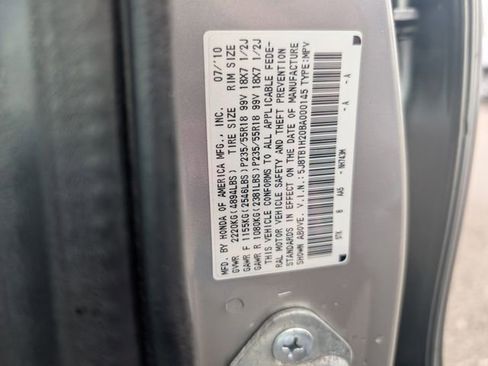 MFD. BY HONDA OF AMERICA MFG., INC. 07/'10
GVWR 2220KG(4894LBS) TIRE SIZE RIM SIZE
GAWR F 1155KG(2546LBS)P235/55R18 99V 18X7 1/2J
GAWR R 1080KG(2381LBS)P235/55R18 99V 18X7 1/2J
THIS VEHICLE CONFORMS TO ALL APPLICABLE FEDE-
RAL MOTOR VEHICLE SAFETY AND THEFT PREVENTION
STANDARDS IN EFFECT ON THE DATE OF MANUFACTURE
SHOWN ABOVE. V.I.N.:5J8TB1H20BA000145 TYPE:MPV
STK B AA5 - NH743M - A - A